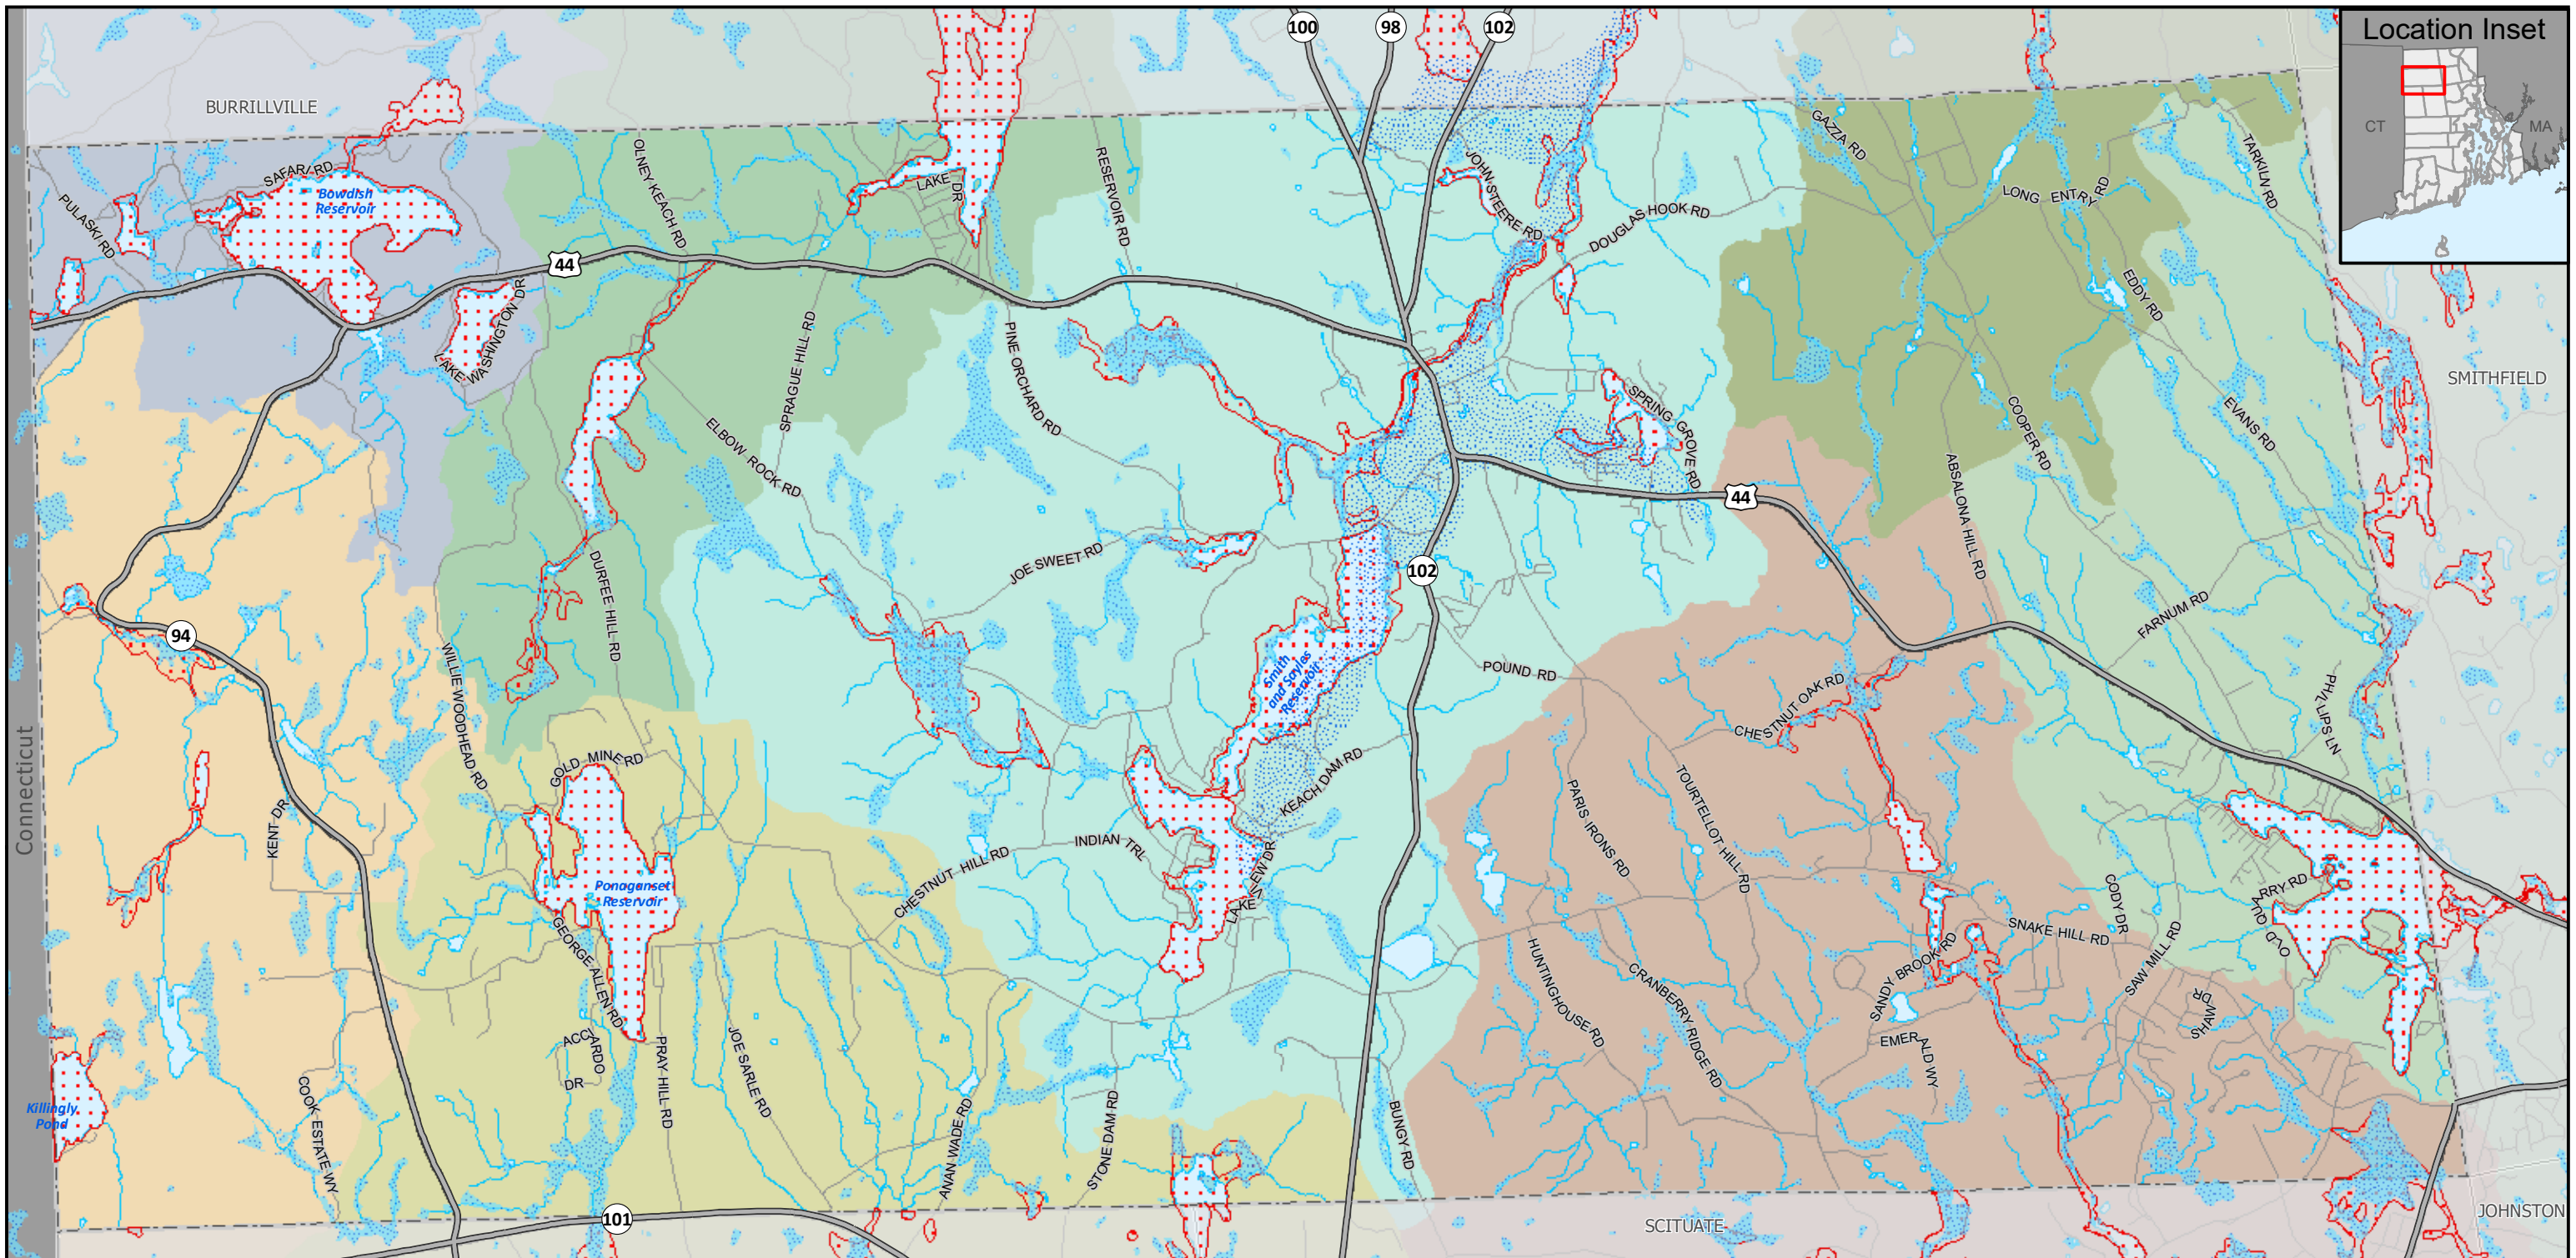 Location Inset
CT
MA
100
98
102
BURRILLVILLE
SAFARI RD
Bowdish
Reservoir
PULASKI RD
OLNEY KEACH RD
LAKE DR
RESERVOIR RD
JOHN STEERE RD
DOUGLAS HOOK RD
GAZZA RD
LONG ENTRY RD
TARKILN RD
44
LAKE WASHINGTON DR
SPRAGUE HILL RD
PINE ORCHARD RD
EDDY RD
SMITHFIELD
ELBOW ROCK RD
SPRING GROVE RD
COOPER RD
EVANS RD
44
ABSALONA HILL RD
JOE SWEET RD
102
DURFEE HILL RD
FARNUM RD
94
WILLIE WOODHEAD RD
Smith
and Sayles
Reservoir
POUND RD
CHESTNUT OAK RD
PHILLIPS LN
Connecticut
GOLD MINE RD
KEACH DAM RD
KENT DR
PARIS IRONS RD
TOURTELLOT HILL RD
INDIAN TRL
CHESTNUT HILL RD
Ponaganset
Reservoir
LAKEVIEW DR
CODY DR
SNAKE HILL RD
GEORGE ALLEN RD
HUNTINGHOUSE RD
CRANBERRY RIDGE RD
SANDY BROOK RD
SAW MILL RD
SHAW DR
ACCIARDO
DR
PRAY HILL RD
JOE SARLE RD
EMERALD WY
Killingly
Pond
COOK ESTATE WY
ANAN WADE RD
STONE DAM RD
BUNGY RD
101
SCITUATE
JOHNSTON